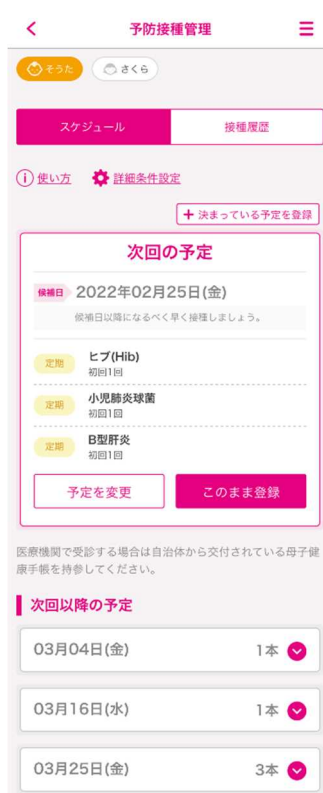 予防接種管理
そうた
さくら
スケジュール
接種履歴
使い方
詳細条件設定
+ 決まっている予定を登録
次回の予定
候補日 2022年02月25日(金)
候補日以降になるべく早く接種しましょう。
定期 ヒブ(Hib)
初回1回
定期 小児肺炎球菌
初回1回
定期 B型肝炎
初回1回
予定を変更
このまま登録
医療機関で受診する場合は自治体から交付されている母子健
康手帳を持参してください。
次回以降の予定
03月04日(金) 1本
03月16日(水) 1本
03月25日(金) 3本